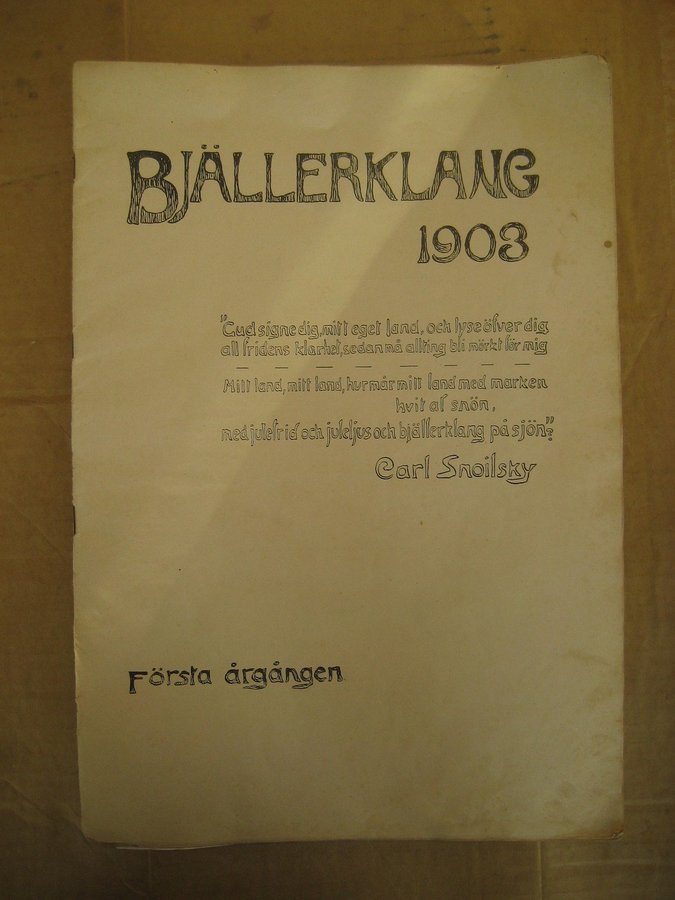 BJÄLLERKLANG
1903
"Gud signe dig, mitt eget land, och lyse öfver dig
all fridens klarhet, sedan må allting bli mörkt för mig
— — — — — — — — —
Mitt land, mitt land, hur mår mitt land med marken
hvit af snön,
med julefrid och juleljus och bjällerklang på sjön?"
Carl Snoilsky
Första årgången